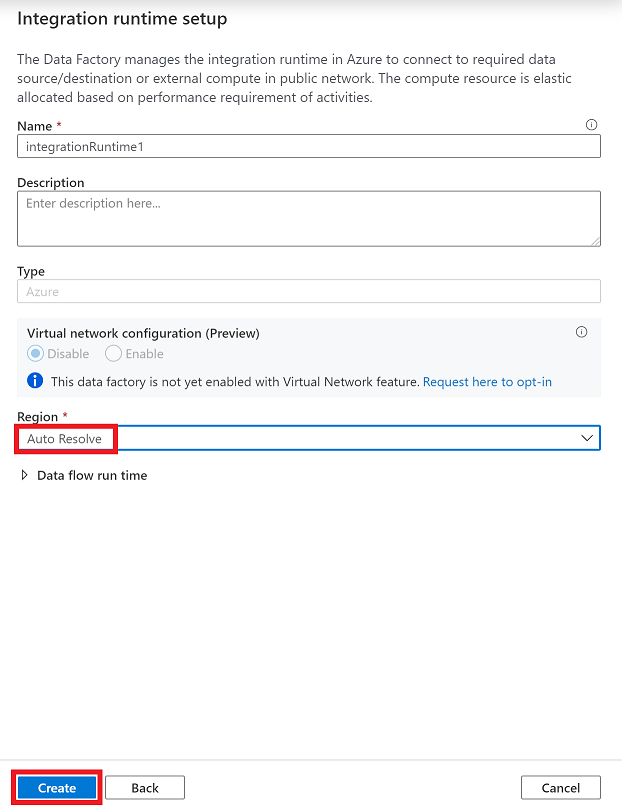 Integration runtime setup
The Data Factory manages the integration runtime in Azure to connect to required data
source/destination or external compute in public network. The compute resource is elastic
allocated based on performance requirement of activities.
Name *
integrationRuntime1
Description
Enter description here...
Type
Azure
Virtual network configuration (Preview)
Disable Enable
This data factory is not yet enabled with Virtual Network feature. Request here to opt-in
Region *
Auto Resolve
Data flow run time
Create Back Cancel